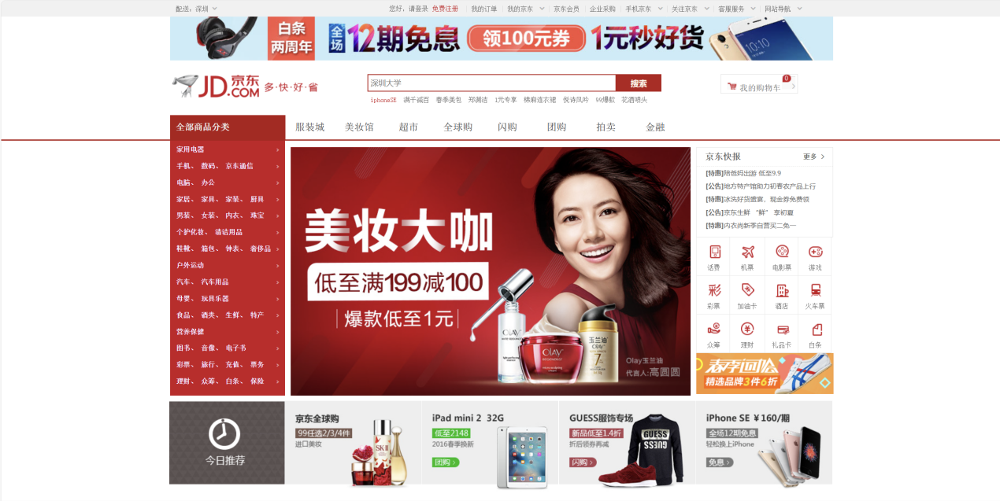 配送，深圳
您好，请登录 免费注册 我的订单 我的京东 京东会员 企业采购 手机京东 关注京东 客服服务 网站导航
白条
两周年
全场
12期免息
领100元券
1元秒好货
10:10
JD.COM 京东
多·快·好·省
深圳大学
搜索
我的购物车
0
iphoneSE 满千减百 春季美包 郑渊洁 1元专享 棉麻连衣裙 悦诗风吟 99爆款 花洒喷头
全部商品分类 服装城 美妆馆 超市 全球购 闪购 团购 拍卖 金融
家用电器
手机、 数码、 京东通信
电脑、 办公
家居、 家具、 家装、 厨具
男装、 女装、 内衣、 珠宝
个护化妆、 清洁用品
鞋靴、 箱包、 钟表、 奢侈品
户外运动
汽车、 汽车用品
母婴、 玩具乐器
食品、 酒类、 生鲜、 特产
营养保健
图书、 音像、 电子书
彩票、 旅行、 充值、 票务
理财、 众筹、 白条、 保险
美妆大咖
低至满199减100
爆款低至1元
OLAY
OLAY
REGENERIST
玉兰油
OLAY
7
Olay玉兰油
代言人:高圆圆
京东快报
更多
[特惠]陪爸妈出游 低至9.9
[公告]地方特产馆助力初春农产品上行
[特惠]冰洗好货盛宴，现金券免费领
[公告]京东生鲜 “鲜” 享初夏
[特惠]内衣尚新季自营买二免一
话费 机票 电影票 游戏
彩票 加油卡 酒店 火车票
众筹 理财 礼品卡 白条
春季运动会
精选品牌3件6折
今日推荐
京东全球购
99任选2/3/4件
进口美妆
SK-II
iPad mini 2 32G
低至2148
2016春季换新
团购
GUESS服饰专场
新品低至1.4折
折后领券再减
闪购
GUESS
GUESS
iPhone SE ￥160/期
全场12期免息
轻松换上iPhone
免息